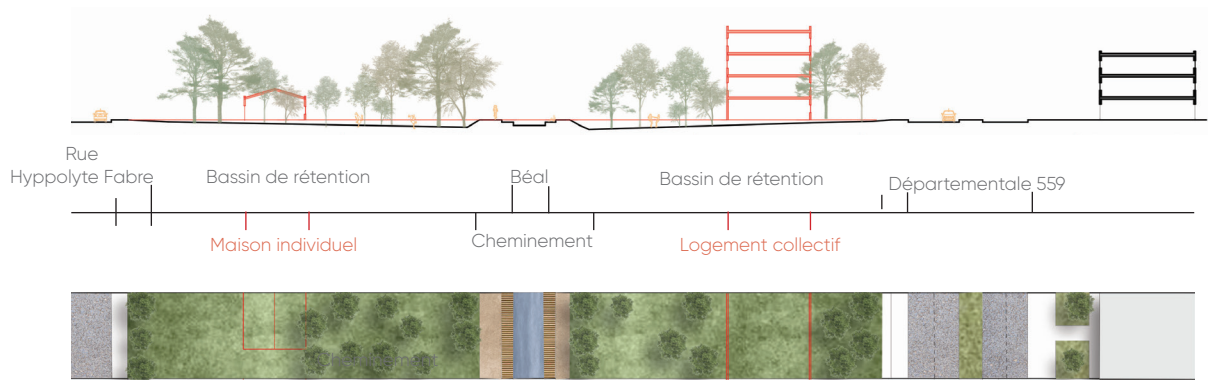 Rue
Hyppolyte Fabre
Bassin de rétention
Béal
Bassin de rétention
Départementale 559
Maison individuel
Cheminement
Logement collectif